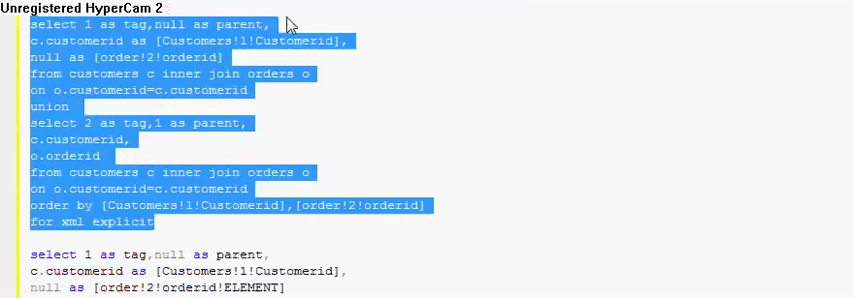 Unregistered HyperCam 2
select 1 as tag,null as parent,
c.customerid as [Customers!1!Customerid],
null as [order!2!orderid]
from customers c inner join orders o
on o.customerid=c.customerid
union
select 2 as tag,1 as parent,
c.customerid,
o.orderid
from customers c inner join orders o
on o.customerid=c.customerid
order by [Customers!1!Customerid],[order!2!orderid]
for xml explicit
select 1 as tag,null as parent,
c.customerid as [Customers!1!Customerid],
null as [order!2!orderid!ELEMENT]